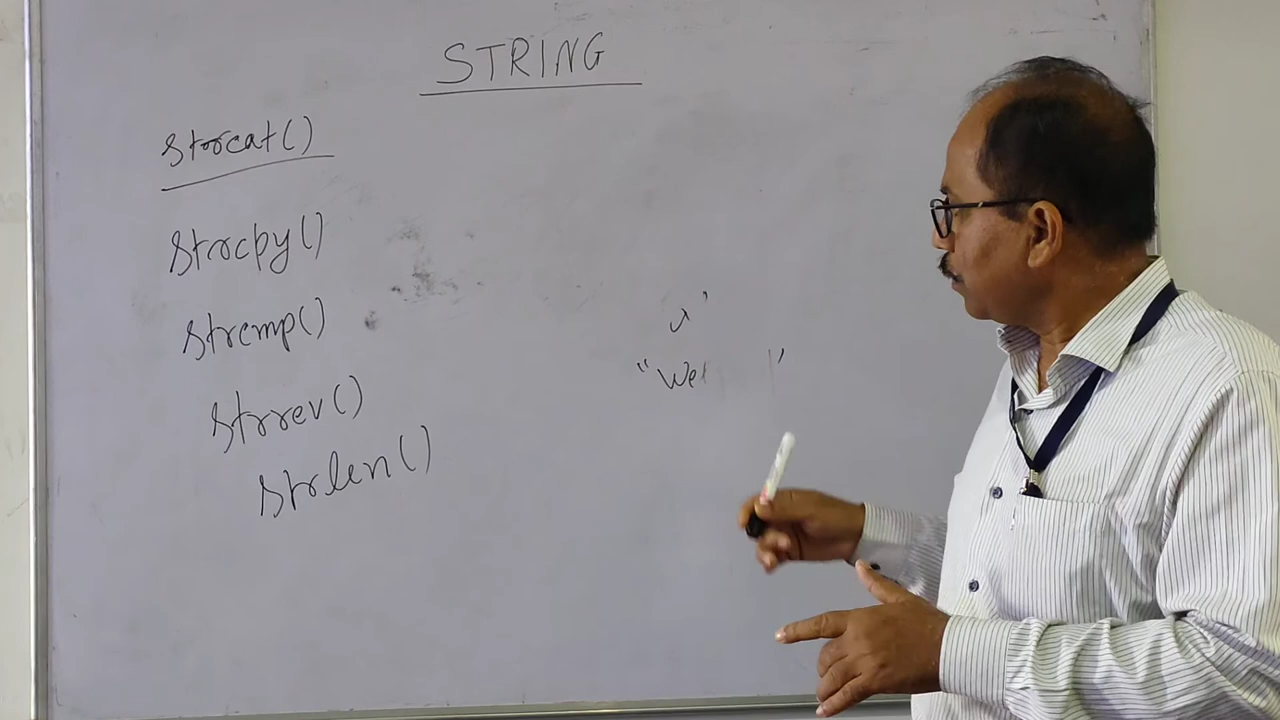 STRING
strcat()
strcpy()
strcmp()
strrev()
strlen()
"Wel "